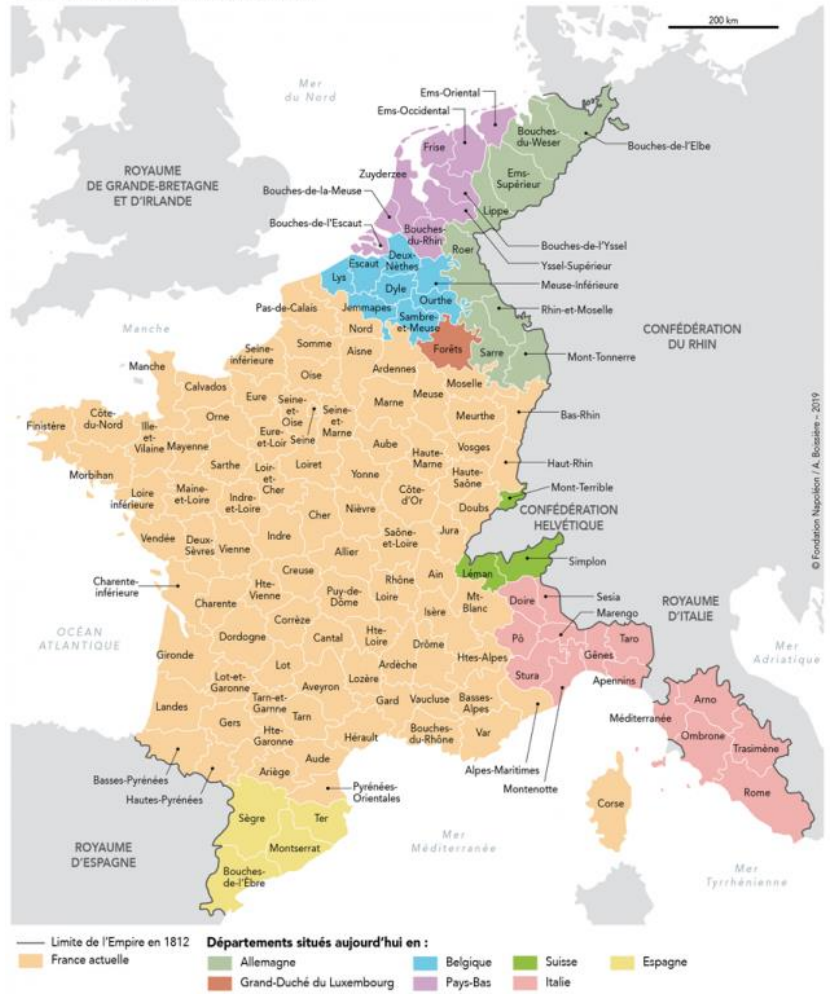 200 km
Mer
du Nord
Ems-Oriental
Ems-Occidental
Bouches-
du-Weser
Frise
Bouches-de-l'Elbe
ROYAUME
DE GRANDE-BRETAGNE
ET D'IRLANDE
Zuyderzee
Ems-
Supérieur
Bouches-de-la-Meuse
Lippe
Bouches-de-l'Escaut
Bouches-
du-Rhin
Roer
Bouches-de-l'Yssel
Yssel-Supérieur
Escaut
Deux-
Nèthes
Lys
Dyle
Meuse-Inférieure
Ourthe
Pas-de-Calais
Jemmapes
Sambre-
et-Meuse
Rhin-et-Moselle
Manche
Nord
CONFÉDÉRATION
DU RHIN
Seine-
inférieure
Somme
Aisne
Forêts
Sarre
Mont-Tonnerre
Manche
Oise
Ardennes
Calvados
Moselle
Eure
Seine-
et-
Oise
Seine-
et-
Marne
Marne
Meuse
Meurthe
Bas-Rhin
Finistère
Côte-
du-Nord
Ille-
et-
Vilaine
Orne
Mayenne
Eure-
et-Loir
Seine
Aube
Vosges
Haute-
Marne
Haut-Rhin
Morbihan
Sarthe
Loir-
et-
Cher
Loiret
Yonne
Haute-
Saône
Mont-Terrible
Loire
inférieure
Maine-
et-Loire
Indre-
et-Loire
Côte-
d'Or
Doubs
CONFÉDÉRATION
HELVÉTIQUE
Cher
Nièvre
Vendée
Deux-
Sèvres
Vienne
Indre
Saône-
et-Loire
Jura
Allier
Simplon
Charente-
inférieure
Creuse
Hte-
Vienne
Puy-de-
Dôme
Rhône
Loire
Ain
Léman
Mt-
Blanc
Doire
Sesia
Marengo
ROYAUME
D'ITALIE
Charente
Isère
OCÉAN
ATLANTIQUE
Corrèze
Dordogne
Cantal
Hte-
Loire
Drôme
Pô
Taro
Gênes
Mer
Adriatique
Gironde
Ardèche
Htes-Alpes
Stura
Apennins
Lot
Lot-et-
Garonne
Lozère
Aveyron
Tarn-et-
Garnne
Gard
Vaucluse
Basses-
Alpes
Arno
Landes
Gers
Tarn
Méditerranée
Hte-
Garonne
Hérault
Bouches-
du-Rhône
Var
Ombrone
Trasimène
Aude
Basses-Pyrénées
Hautes-Pyrénées
Ariège
Alpes-Maritimes
Montenotte
Pyrénées-
Orientales
Rome
Corse
Sègre
Ter
ROYAUME
D'ESPAGNE
Montserrat
Mer
Méditerranée
Bouches-
de-l'Èbre
Mer
Tyrrhénienne
© Fondation Napoléon / A. Boissière – 2019
Limite de l'Empire en 1812
France actuelle
Départements situés aujourd'hui en :
Allemagne
Belgique
Suisse
Espagne
Grand-Duché du Luxembourg
Pays-Bas
Italie